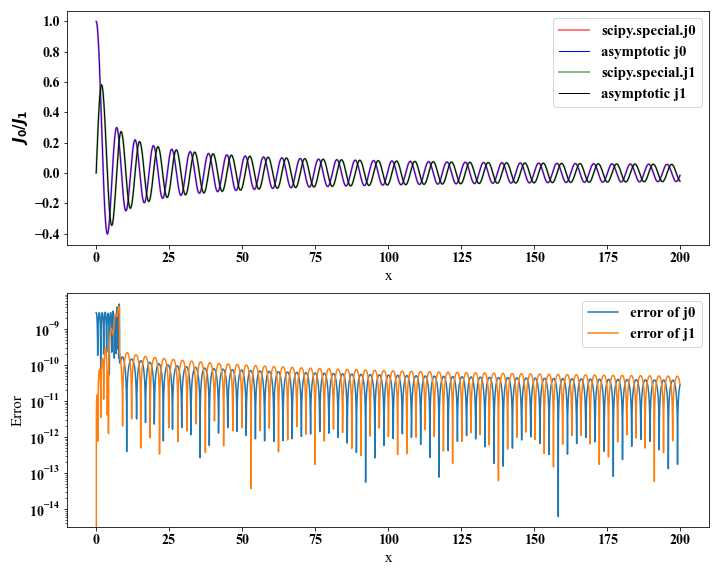 1.0
0.8
0.6
0.4
0.2
0.0
−0.2
−0.4
J₀/J₁
scipy.special.j0
asymptotic j0
scipy.special.j1
asymptotic j1
0 25 50 75 100 125 150 175 200
x
10⁻⁹
10⁻¹⁰
10⁻¹¹
10⁻¹²
10⁻¹³
10⁻¹⁴
Error
error of j0
error of j1
0 25 50 75 100 125 150 175 200
x